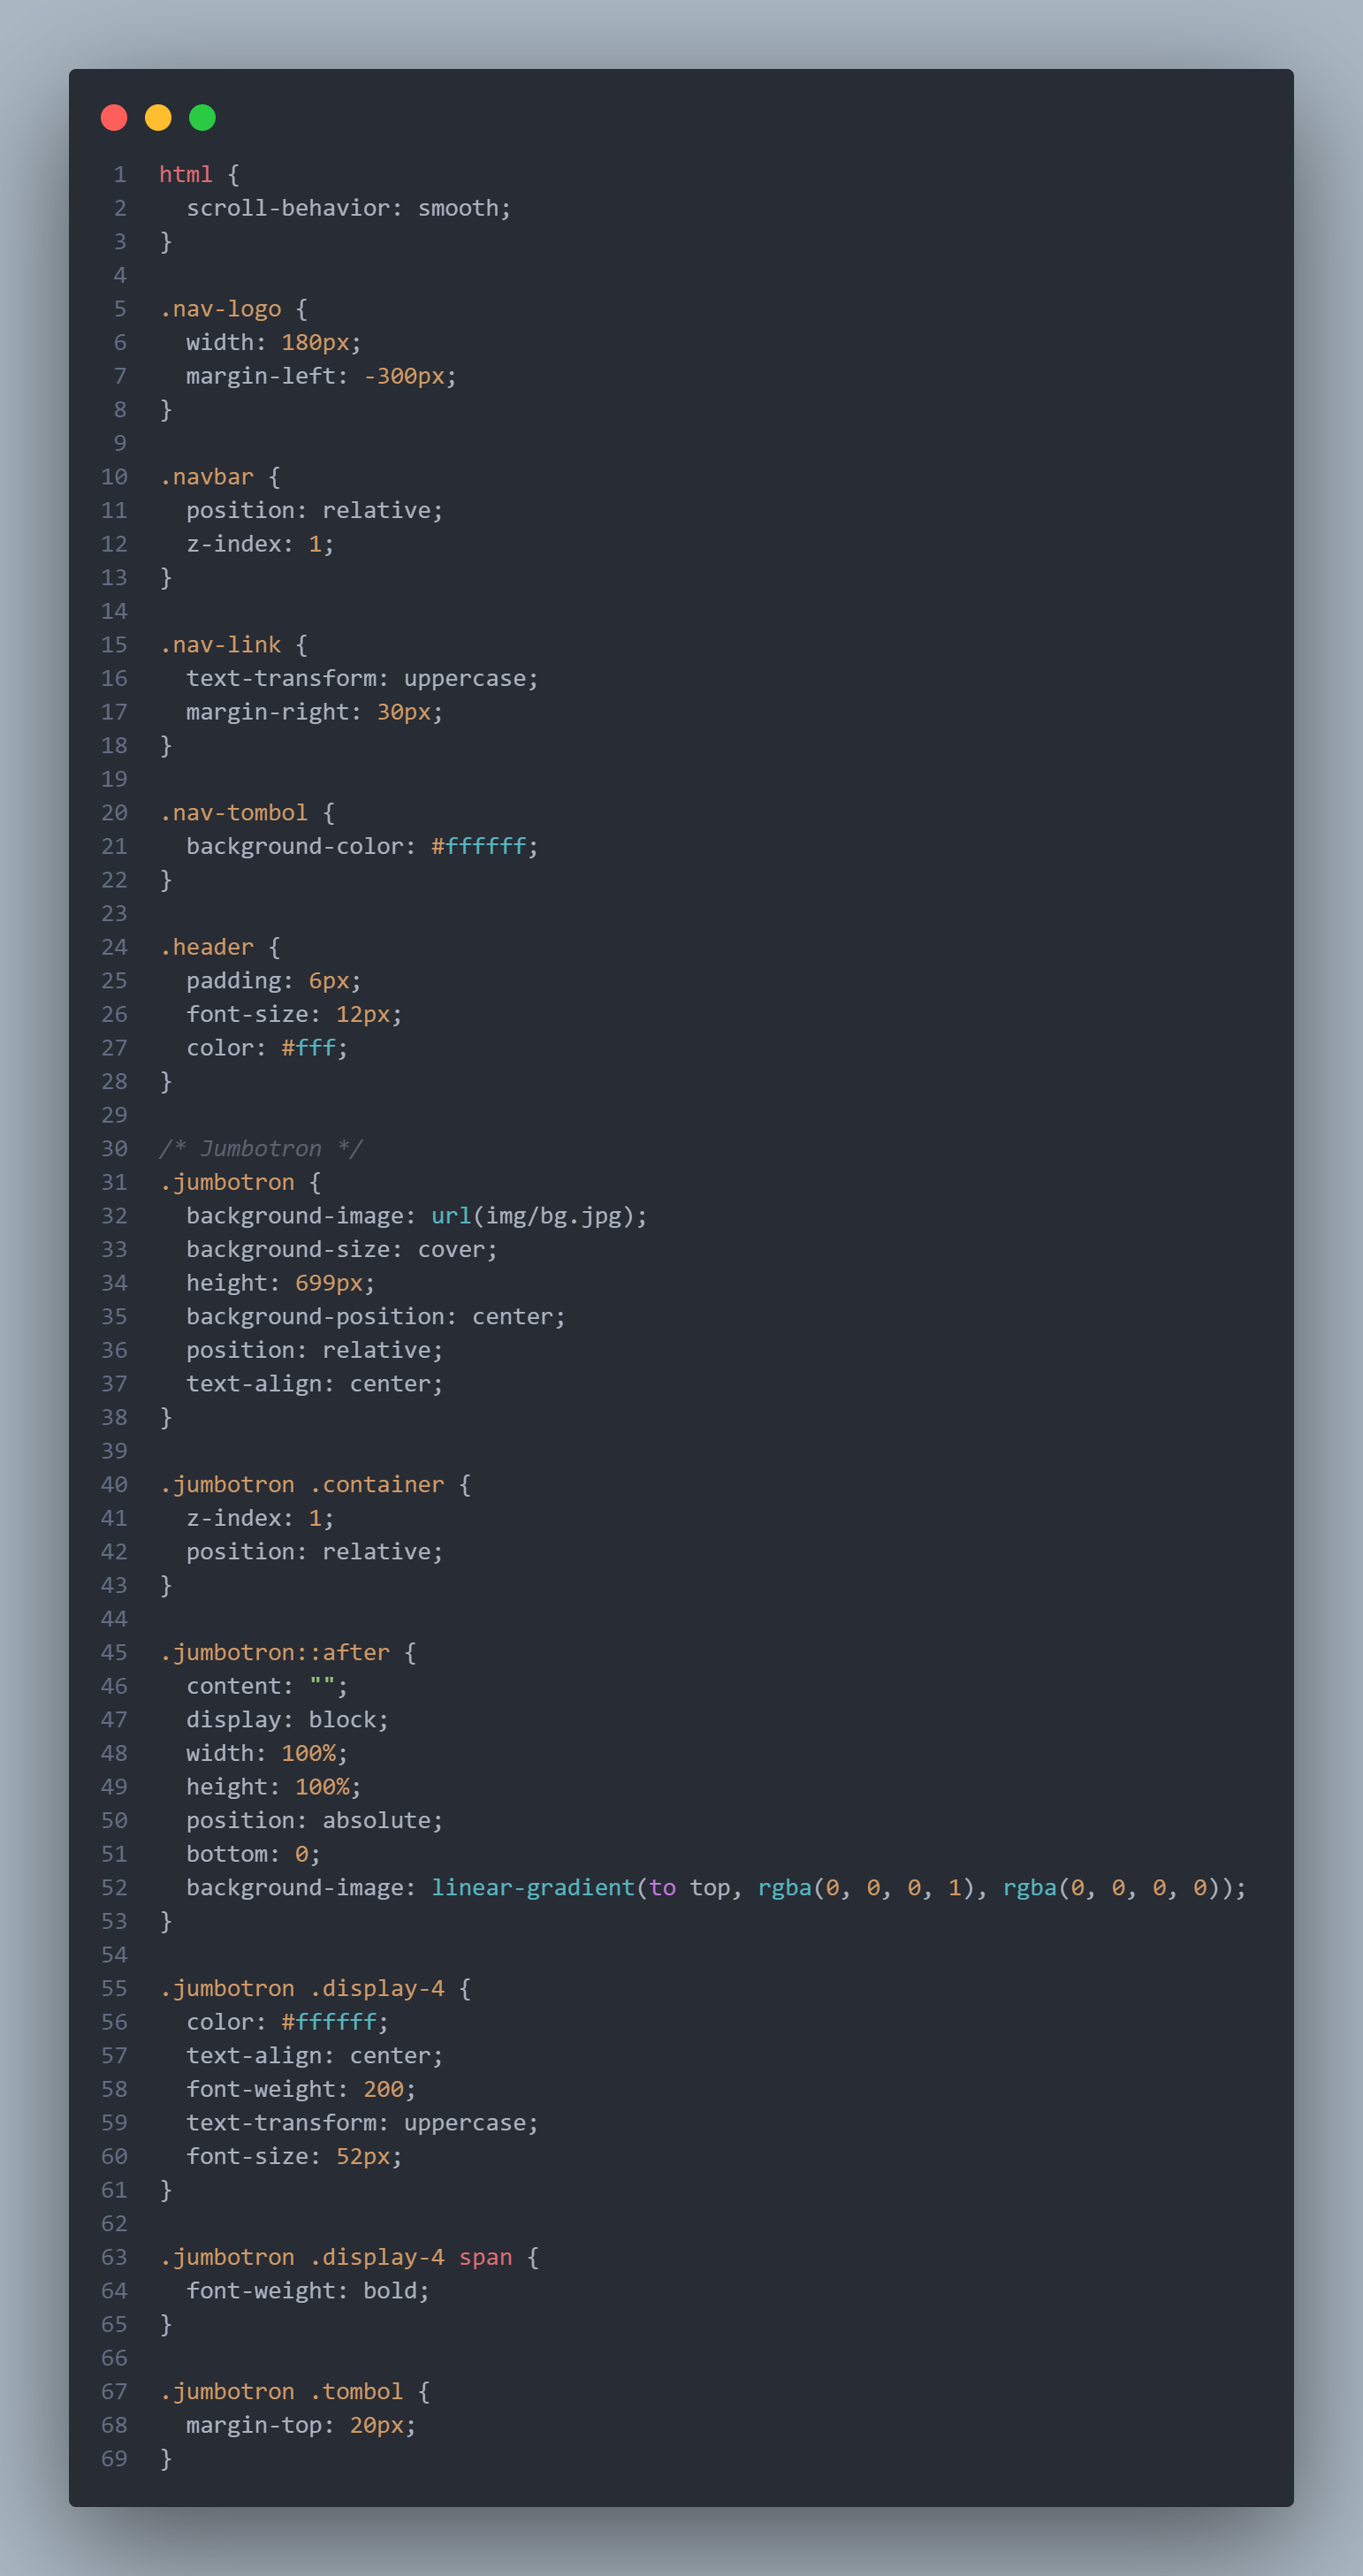 1 html {
2   scroll-behavior: smooth;
3 }
4
5 .nav-logo {
6   width: 180px;
7   margin-left: -300px;
8 }
9
10 .navbar {
11   position: relative;
12   z-index: 1;
13 }
14
15 .nav-link {
16   text-transform: uppercase;
17   margin-right: 30px;
18 }
19
20 .nav-tombol {
21   background-color: #ffffff;
22 }
23
24 .header {
25   padding: 6px;
26   font-size: 12px;
27   color: #fff;
28 }
29
30 /* Jumbotron */
31 .jumbotron {
32   background-image: url(img/bg.jpg);
33   background-size: cover;
34   height: 699px;
35   background-position: center;
36   position: relative;
37   text-align: center;
38 }
39
40 .jumbotron .container {
41   z-index: 1;
42   position: relative;
43 }
44
45 .jumbotron::after {
46   content: "";
47   display: block;
48   width: 100%;
49   height: 100%;
50   position: absolute;
51   bottom: 0;
52   background-image: linear-gradient(to top, rgba(0, 0, 0, 1), rgba(0, 0, 0, 0));
53 }
54
55 .jumbotron .display-4 {
56   color: #ffffff;
57   text-align: center;
58   font-weight: 200;
59   text-transform: uppercase;
60   font-size: 52px;
61 }
62
63 .jumbotron .display-4 span {
64   font-weight: bold;
65 }
66
67 .jumbotron .tombol {
68   margin-top: 20px;
69 }